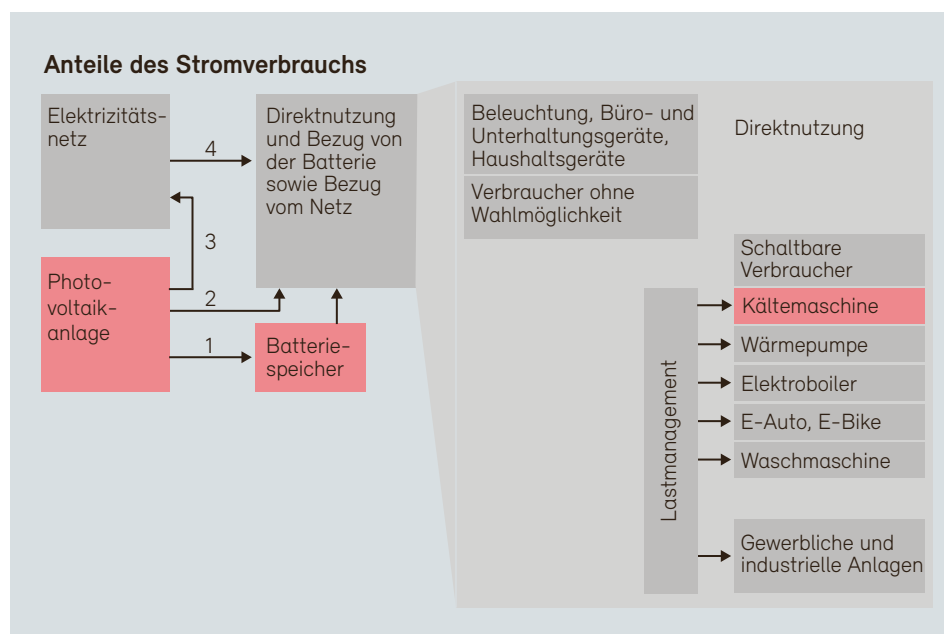 Anteile des Stromverbrauchs
Elektrizitäts-
netz
4
Direktnutzung
und Bezug von
der Batterie
sowie Bezug
vom Netz
3
Photo-
voltaik-
anlage
2
1
Batterie-
speicher
Beleuchtung, Büro- und
Unterhaltungsgeräte,
Haushaltsgeräte
Verbraucher ohne
Wahlmöglichkeit
Direktnutzung
Schaltbare
Verbraucher
Lastmanagement
Kältemaschine
Wärmepumpe
Elektroboiler
E-Auto, E-Bike
Waschmaschine
Gewerbliche und
industrielle Anlagen